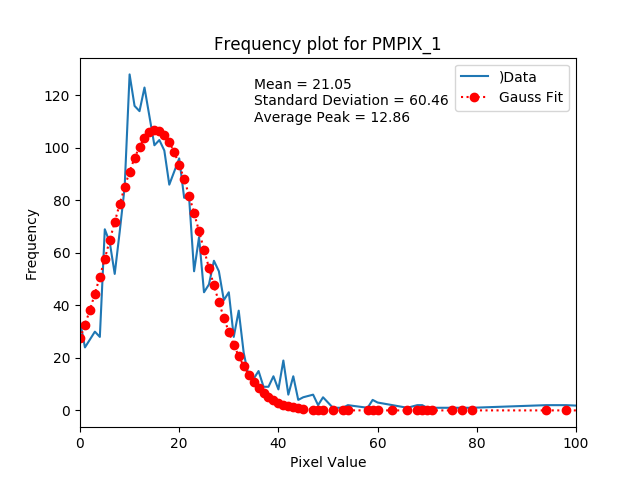 Frequency plot for PMPIX_1
Mean = 21.05
Standard Deviation = 60.46
Average Peak = 12.86
)Data
Gauss Fit
Frequency
120
100
80
60
40
20
0
0 20 40 60 80 100
Pixel Value